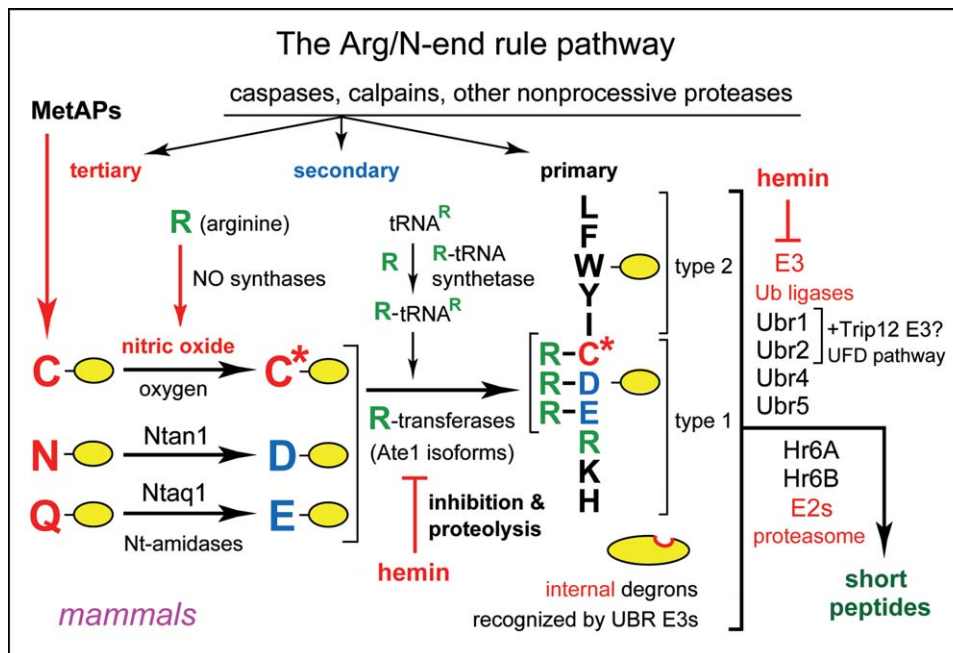 The Arg/N-end rule pathway
caspases, calpains, other nonprocessive proteases
MetAPs
tertiary
secondary
primary
R (arginine)
NO synthases
nitric oxide
oxygen
C
C*
N
Ntan1
D
Q
Ntaq1
E
Nt-amidases
tRNA^R
R
R-tRNA
synthetase
R-tRNA^R
R-transferases
(Ate1 isoforms)
inhibition &
proteolysis
hemin
L
F
W
Y
I
R-C*
R-D
R-E
R
K
H
type 2
type 1
internal degrons
recognized by UBR E3s
hemin
E3
Ub ligases
Ubr1
Ubr2
Ubr4
Ubr5
+Trip12 E3?
UFD pathway
Hr6A
Hr6B
E2s
proteasome
short
peptides
mammals